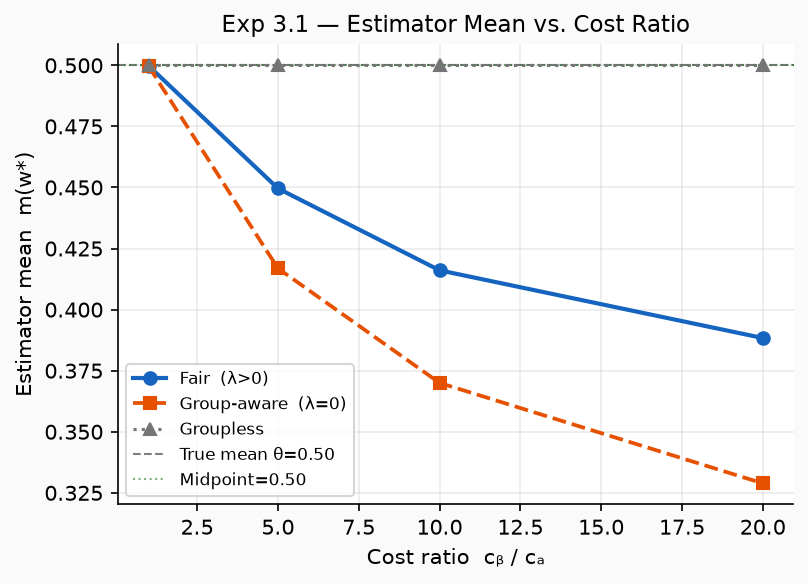 Exp 3.1 — Estimator Mean vs. Cost Ratio
Estimator mean  m(w*)
0.500
0.475
0.450
0.425
0.400
0.375
0.350
0.325
Fair  (λ>0)
Group-aware  (λ=0)
Groupless
True mean θ=0.50
Midpoint=0.50
2.5 5.0 7.5 10.0 12.5 15.0 17.5 20.0
Cost ratio  cᵦ / cₐ